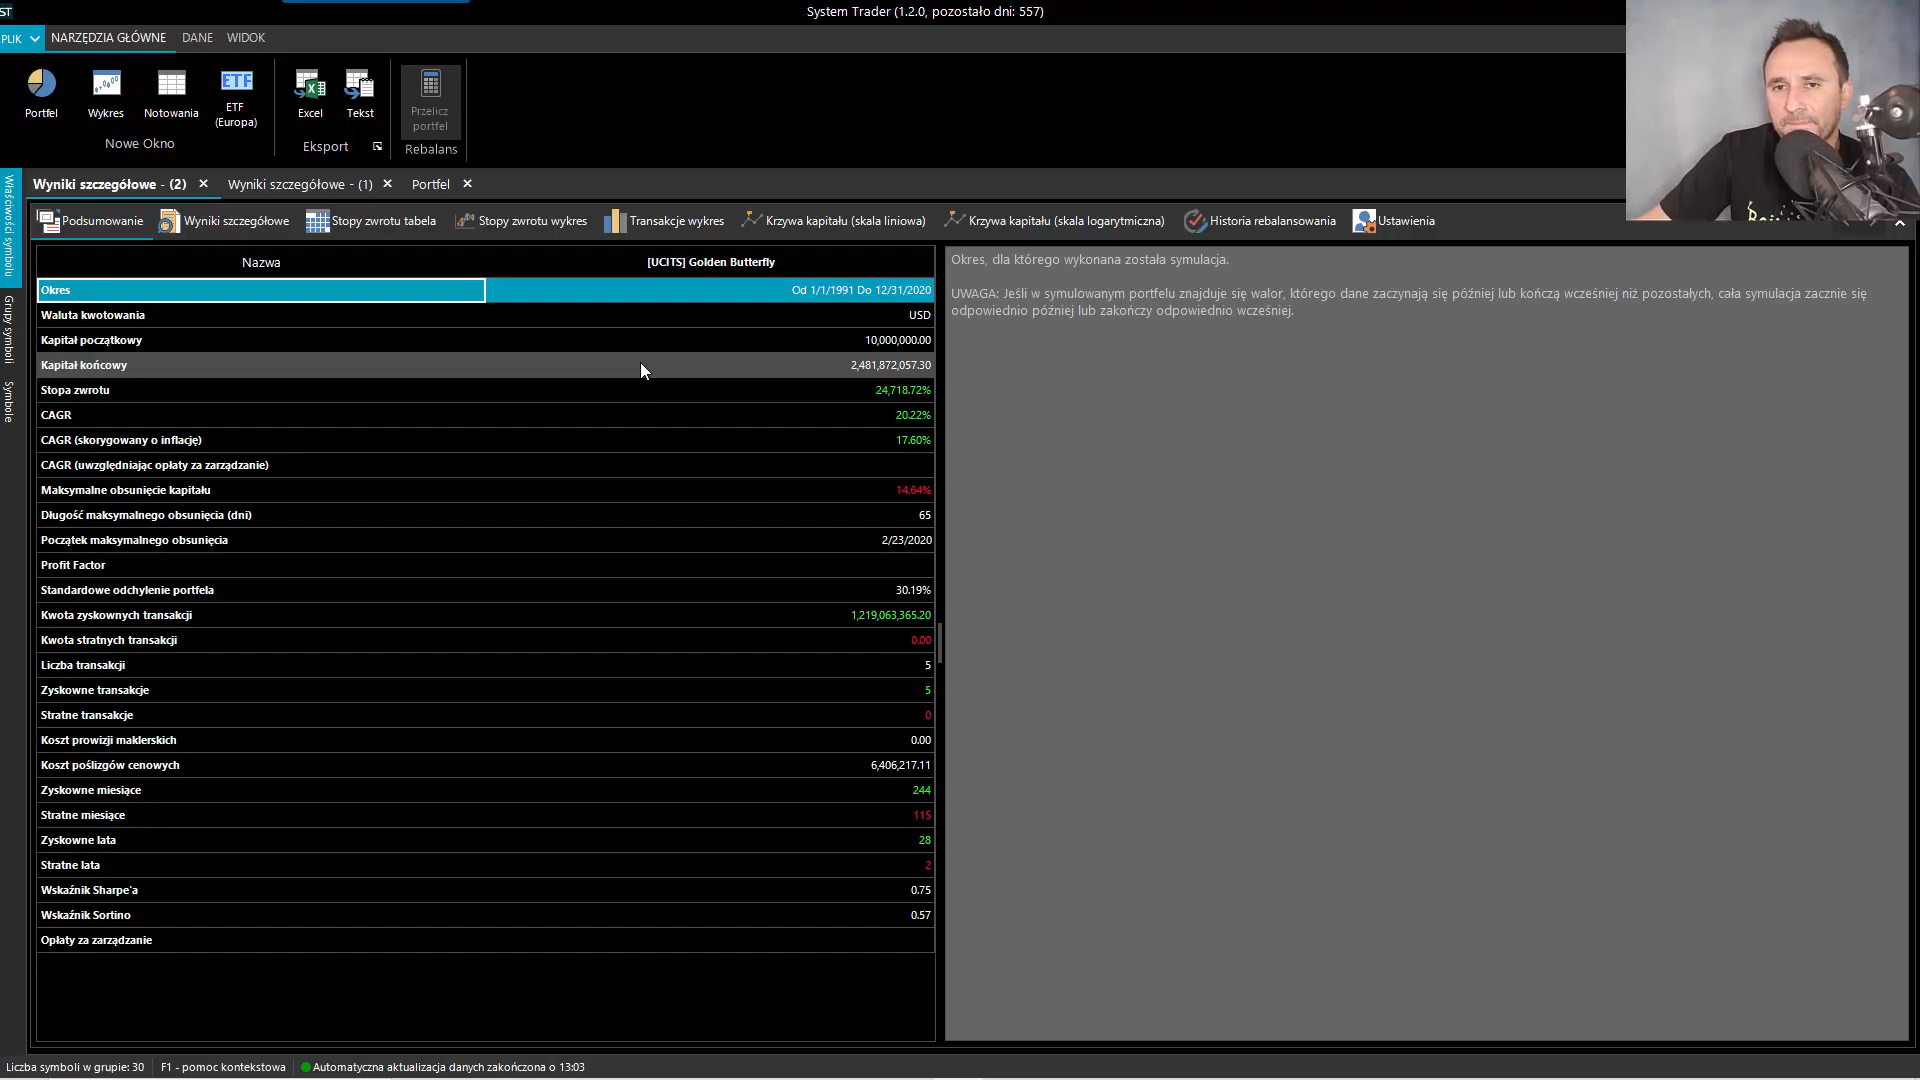 ST
System Trader (1.2.0, pozostało dni: 557)
PLIK NARZĘDZIA GŁÓWNE DANE WIDOK
Portfel
Wykres
Notowania
ETF
ETF
(Europa)
Nowe Okno
Excel
Tekst
Eksport
Przelicz
portfel
Rebalans
Właściwości symbolu
Grupy symboli
Symbole
Wyniki szczegółowe - (2) Wyniki szczegółowe - (1) Portfel
Podsumowanie Wyniki szczegółowe Stopy zwrotu tabela Stopy zwrotu wykres Transakcje wykres Krzywa kapitału (skala liniowa) Krzywa kapitału (skala logarytmiczna) Historia rebalansowania Ustawienia
Nazwa [UCITS] Golden Butterfly
Okres Od 1/1/1991 Do 12/31/2020
Waluta kwotowania USD
Kapitał początkowy 10,000,000.00
Kapitał końcowy 2,481,872,057.30
Stopa zwrotu 24,718.72%
CAGR 20.22%
CAGR (skorygowany o inflację) 17.60%
CAGR (uwzględniając opłaty za zarządzanie)
Maksymalne obsunięcie kapitału 14.64%
Długość maksymalnego obsunięcia (dni) 65
Początek maksymalnego obsunięcia 2/23/2020
Profit Factor
Standardowe odchylenie portfela 30.19%
Kwota zyskownych transakcji 1,219,063,365.20
Kwota stratnych transakcji 0.00
Liczba transakcji 5
Zyskowne transakcje 5
Stratne transakcje 0
Koszt prowizji maklerskich 0.00
Koszt poślizgów cenowych 6,406,217.11
Zyskowne miesiące 244
Stratne miesiące 115
Zyskowne lata 28
Stratne lata 2
Wskaźnik Sharpe'a 0.75
Wskaźnik Sortino 0.57
Opłaty za zarządzanie
Okres, dla którego wykonana została symulacja.
UWAGA: Jeśli w symulowanym portfelu znajduje się walor, którego dane zaczynają się później lub kończą wcześniej niż pozostałych, cała symulacja zacznie się
odpowiednio później lub zakończy odpowiednio wcześniej.
Liczba symboli w grupie: 30 F1 - pomoc kontekstowa Automatyczna aktualizacja danych zakończona o 13:03